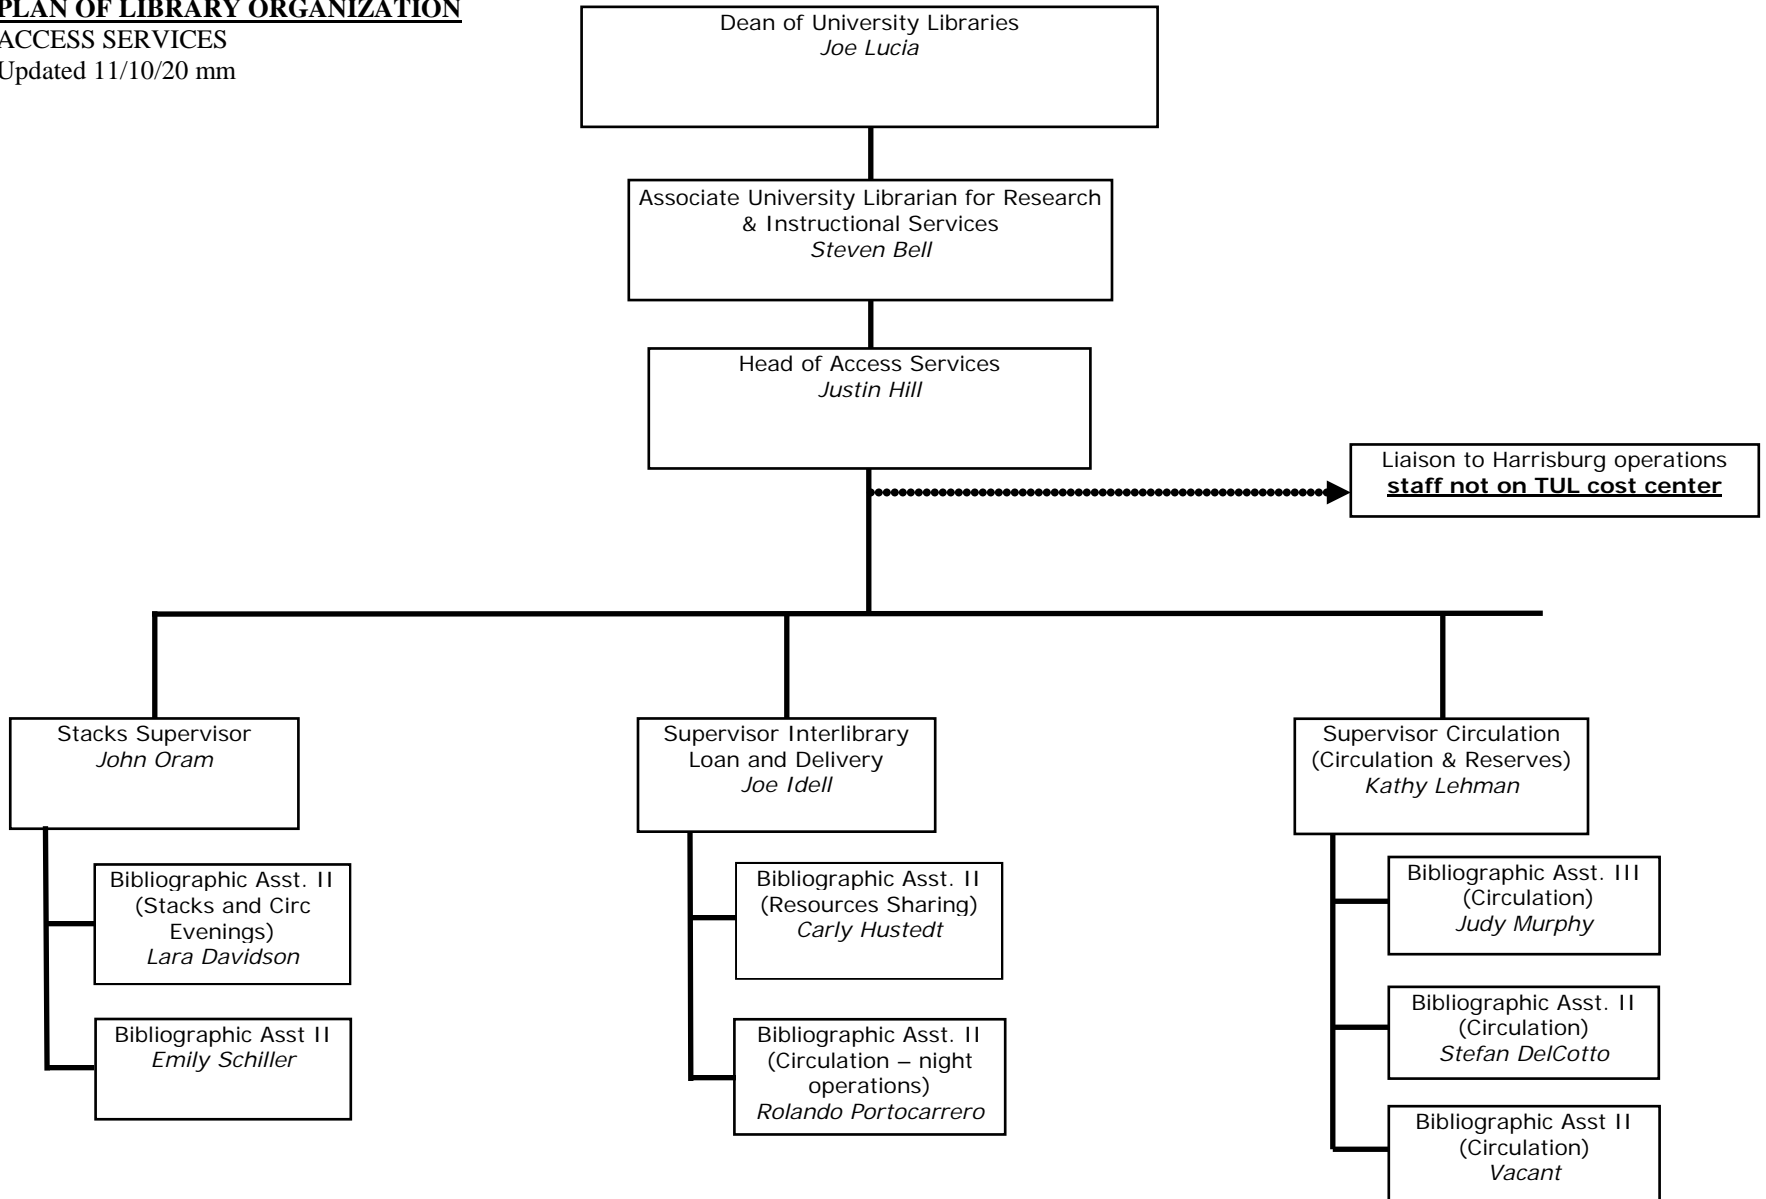 PLAN OF LIBRARY ORGANIZATION
ACCESS SERVICES
Updated 11/10/20 mm
Dean of University Libraries
Joe Lucia
Associate University Librarian for Research
& Instructional Services
Steven Bell
Head of Access Services
Justin Hill
Liaison to Harrisburg operations
staff not on TUL cost center
Stacks Supervisor
John Oram
Bibliographic Asst. II
(Stacks and Circ
Evenings)
Lara Davidson
Bibliographic Asst II
Emily Schiller
Supervisor Interlibrary
Loan and Delivery
Joe Idell
Bibliographic Asst. II
(Resources Sharing)
Carly Hustedt
Bibliographic Asst. II
(Circulation – night
operations)
Rolando Portocarrero
Supervisor Circulation
(Circulation & Reserves)
Kathy Lehman
Bibliographic Asst. III
(Circulation)
Judy Murphy
Bibliographic Asst. II
(Circulation)
Stefan DelCotto
Bibliographic Asst II
(Circulation)
Vacant